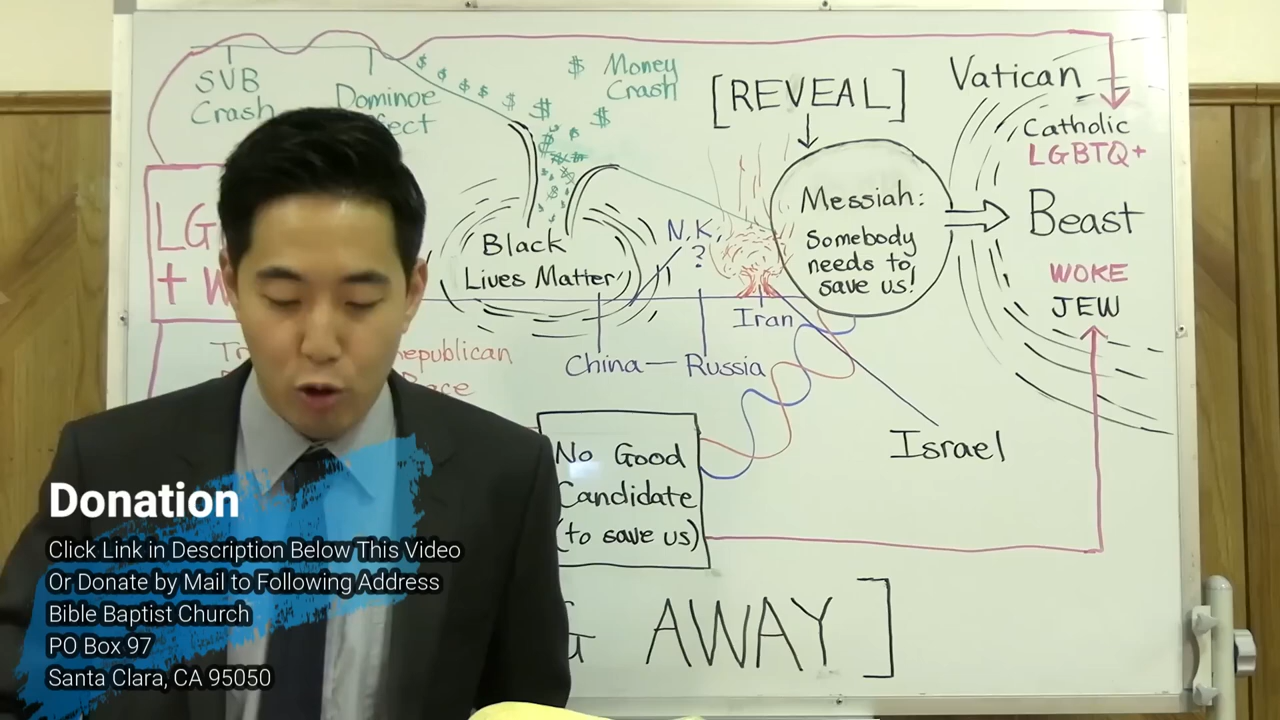 SVB
Crash
Dominoe
$ Money
Crash
[REVEAL]
Vatican
Catholic
LGBTQ+
Beast
WOKE
JEW
Messiah:
Somebody
needs to
save us!
Black
Lives Matter
N.K.
?
Iran
China — Russia
Israel
No Good
Candidate
(to save us)
AWAY ]
Donation
Click Link in Description Below This Video
Or Donate by Mail to Following Address
Bible Baptist Church
PO Box 97
Santa Clara, CA 95050